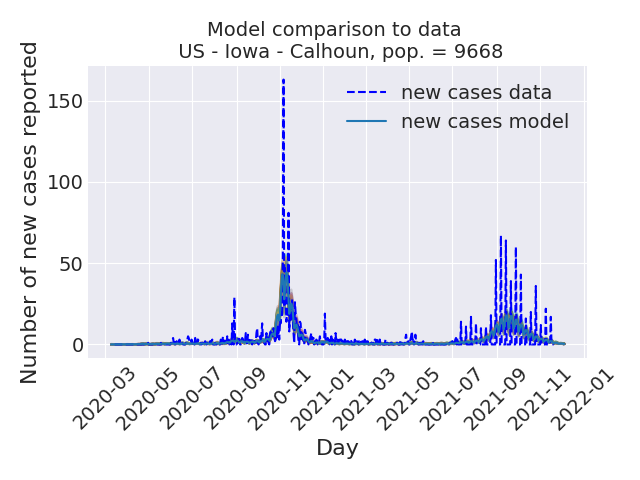 Model comparison to data
US - Iowa - Calhoun, pop. = 9668
Number of new cases reported
150
100
50
0
new cases data
new cases model
2020-03
2020-05
2020-07
2020-09
2020-11
2021-01
2021-03
2021-05
2021-07
2021-09
2021-11
2022-01
Day